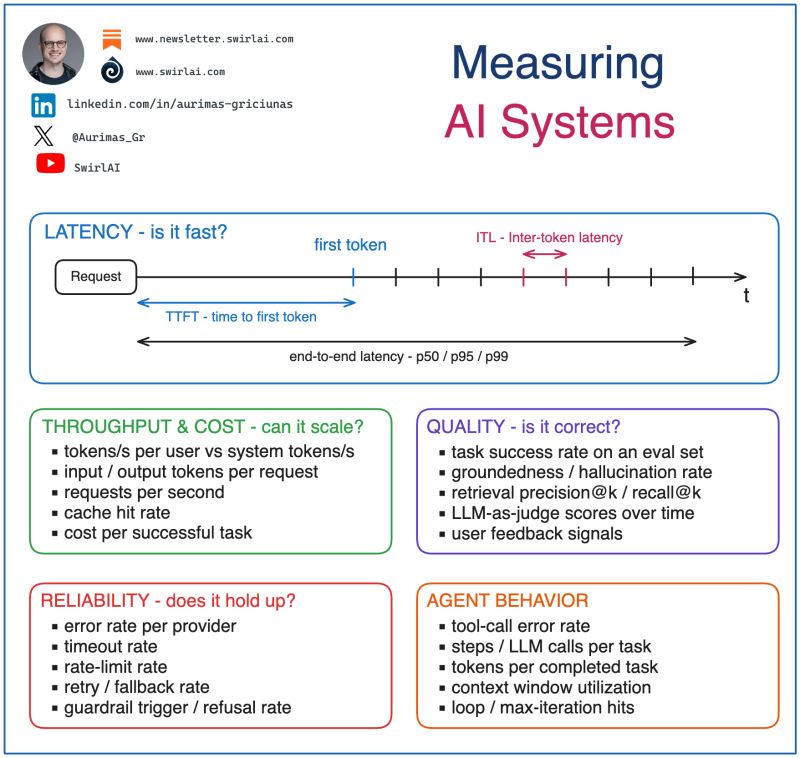 www.newsletter.swirlai.com
www.swirlai.com
linkedin.com/in/aurimas-griciunas
@Aurimas_Gr
SwirlAI
Measuring
AI Systems
LATENCY - is it fast?
first token
ITL - Inter-token latency
Request
t
TTFT - time to first token
end-to-end latency - p50 / p95 / p99
THROUGHPUT & COST - can it scale?
▪ tokens/s per user vs system tokens/s
▪ input / output tokens per request
▪ requests per second
▪ cache hit rate
▪ cost per successful task
QUALITY - is it correct?
▪ task success rate on an eval set
▪ groundedness / hallucination rate
▪ retrieval precision@k / recall@k
▪ LLM-as-judge scores over time
▪ user feedback signals
RELIABILITY - does it hold up?
▪ error rate per provider
▪ timeout rate
▪ rate-limit rate
▪ retry / fallback rate
▪ guardrail trigger / refusal rate
AGENT BEHAVIOR
▪ tool-call error rate
▪ steps / LLM calls per task
▪ tokens per completed task
▪ context window utilization
▪ loop / max-iteration hits